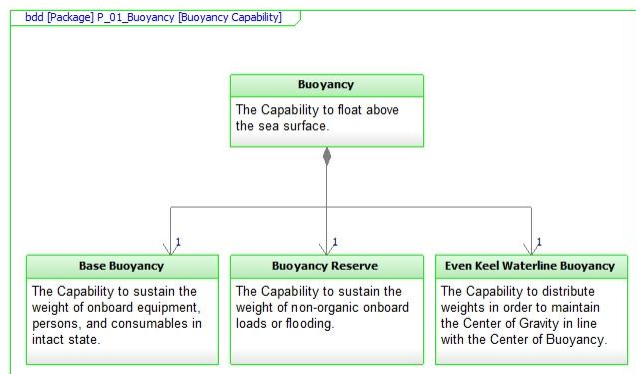 bdd [Package] P_01_Buoyancy [Buoyancy Capability]
Buoyancy
The Capability to float above
the sea surface.
1
1
1
Base Buoyancy
The Capability to sustain the
weight of onboard equipment,
persons, and consumables in
intact state.
Buoyancy Reserve
The Capability to sustain the
weight of non-organic onboard
loads or flooding.
Even Keel Waterline Buoyancy
The Capability to distribute
weights in order to maintain
the Center of Gravity in line
with the Center of Buoyancy.